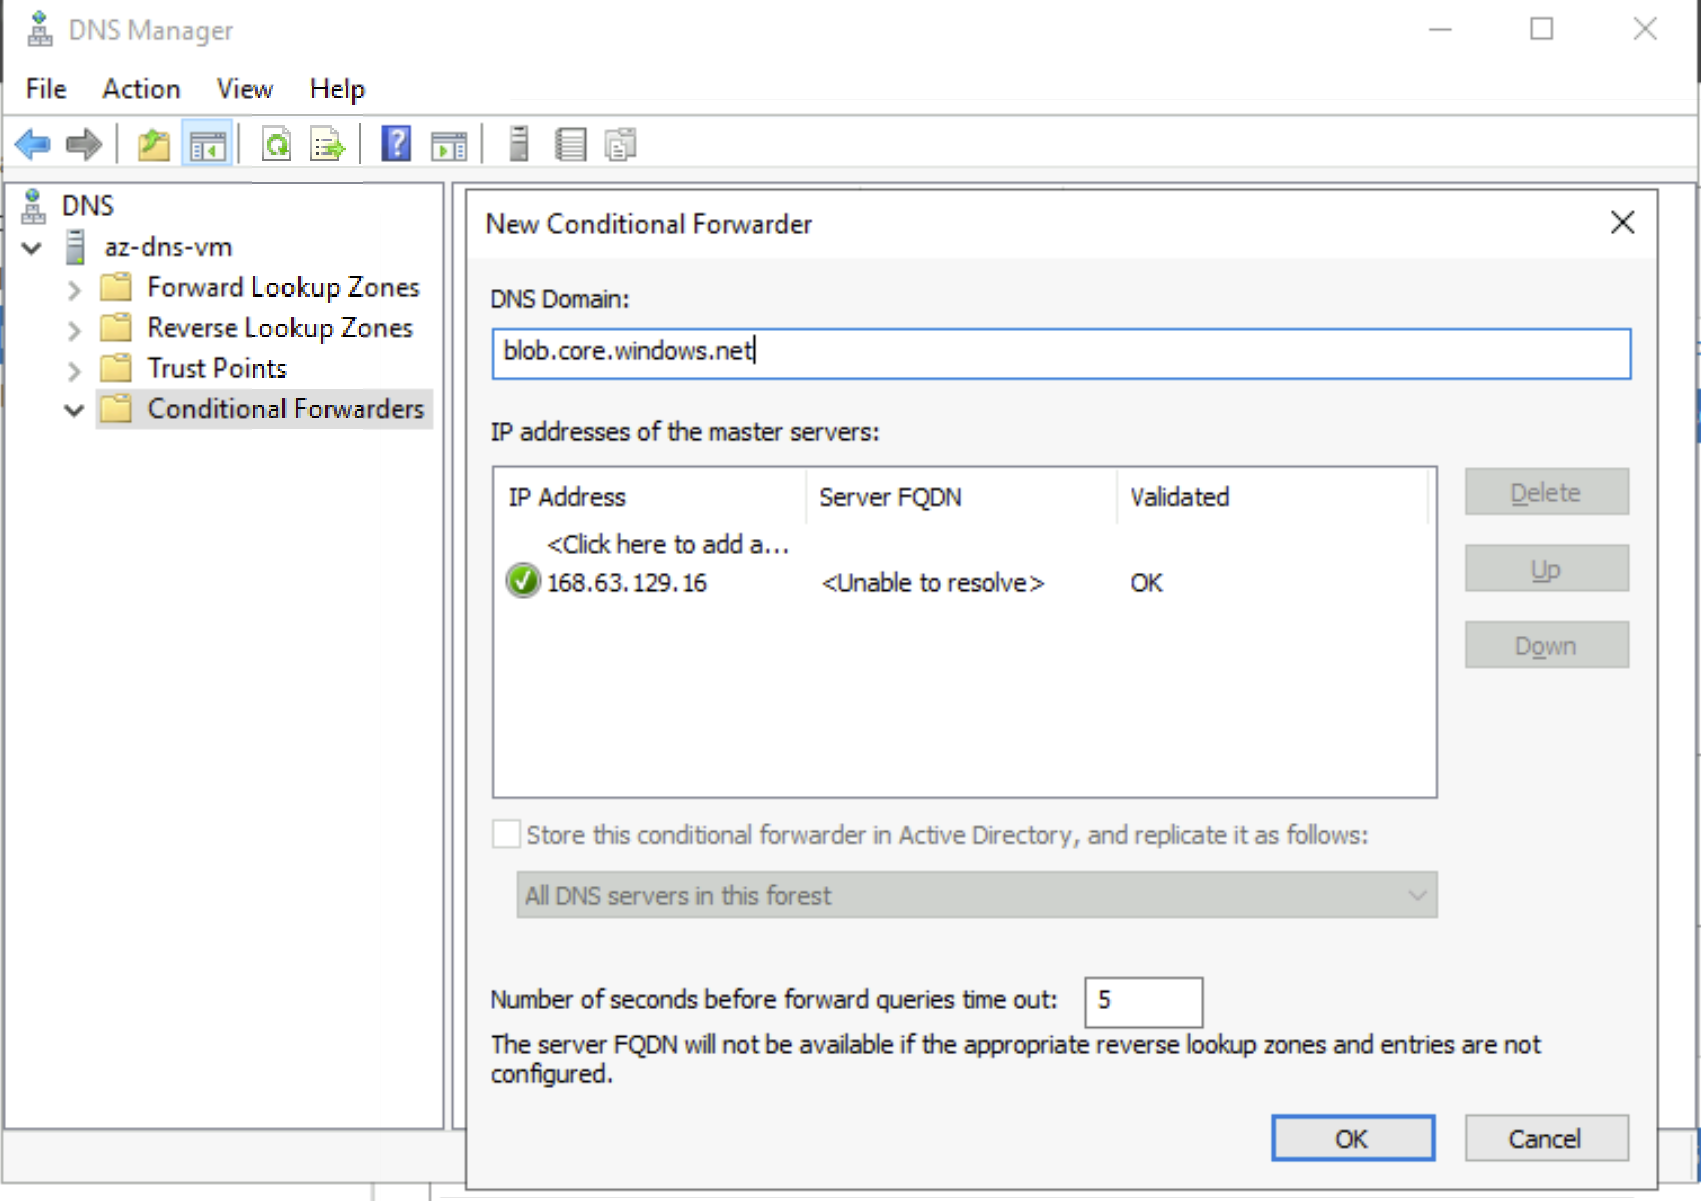 DNS Manager
File Action View Help
DNS
az-dns-vm
Forward Lookup Zones
Reverse Lookup Zones
Trust Points
Conditional Forwarders
New Conditional Forwarder
DNS Domain:
blob.core.windows.net
IP addresses of the master servers:
IP Address Server FQDN Validated
<Click here to add a...
168.63.129.16 <Unable to resolve> OK
Delete
Up
Down
Store this conditional forwarder in Active Directory, and replicate it as follows:
All DNS servers in this forest
Number of seconds before forward queries time out: 5
The server FQDN will not be available if the appropriate reverse lookup zones and entries are not
configured.
OK Cancel